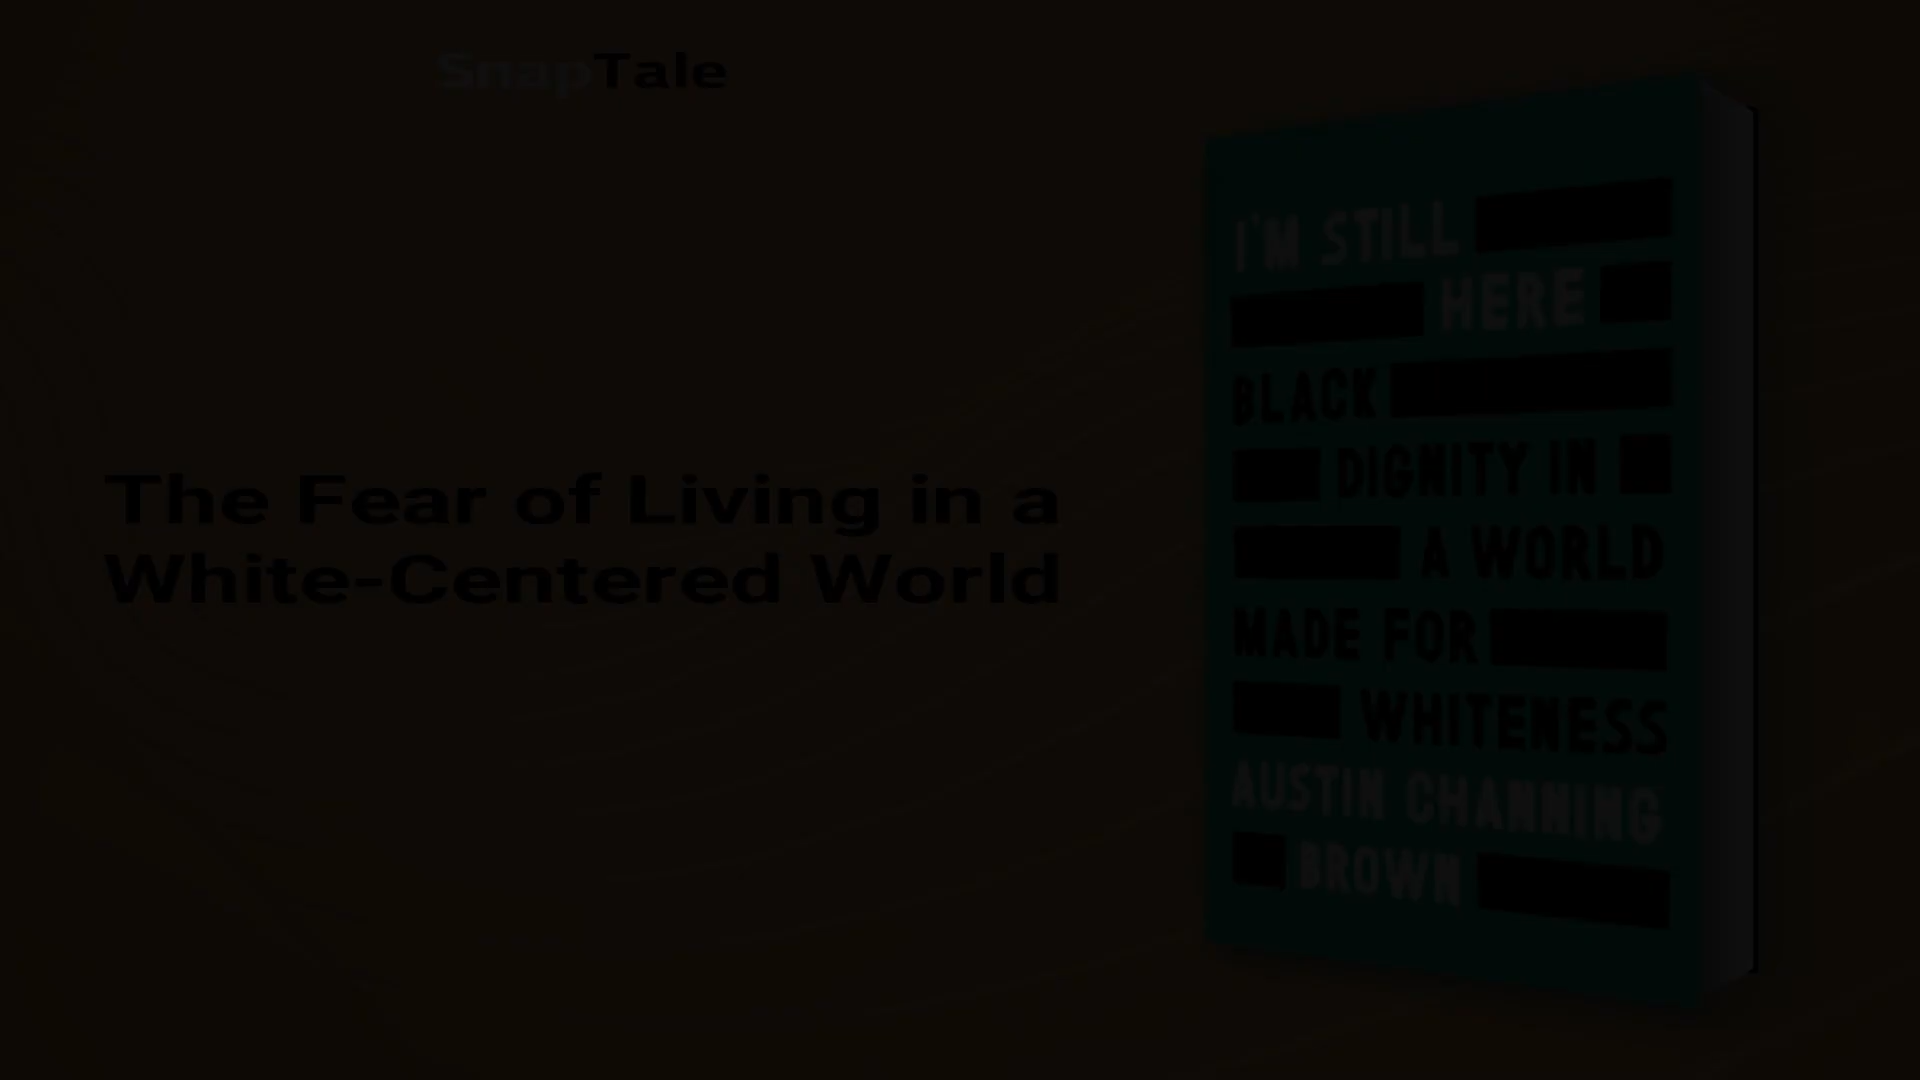 SnapTale
The Fear of Living in a
White-Centered World
I'M STILL
HERE
BLACK
DIGNITY IN
A WORLD
MADE FOR
WHITENESS
AUSTIN CHANNING
BROWN